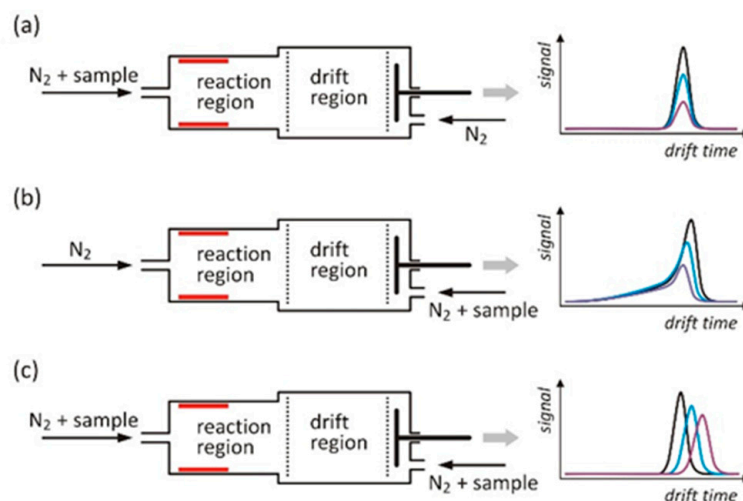 (a)
N₂ + sample
reaction
region
drift
region
N₂
signal
drift time
(b)
N₂
reaction
region
drift
region
N₂ + sample
signal
drift time
(c)
N₂ + sample
reaction
region
drift
region
N₂ + sample
signal
drift time